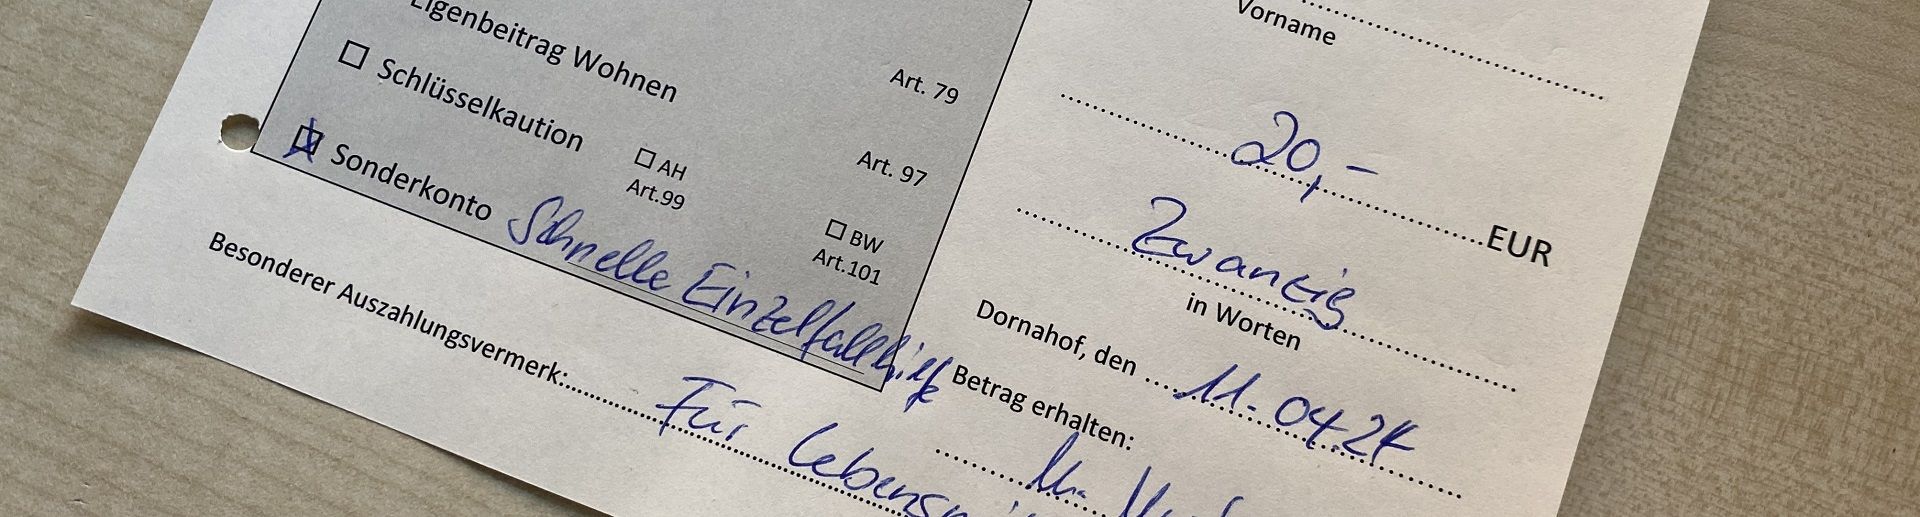 Eigenbeitrag Wohnen Art. 79
☐ Schlüsselkaution Art. 97
☒ Sonderkonto ☐ AH Art.99 ☐ BW Art.101
Schnelle Einzelfallhilfe
Besonderer Auszahlungsvermerk:
Für
Vorname
20,- EUR
Zwanzig
in Worten
Dornahof, den 11.04.24
Betrag erhalten: